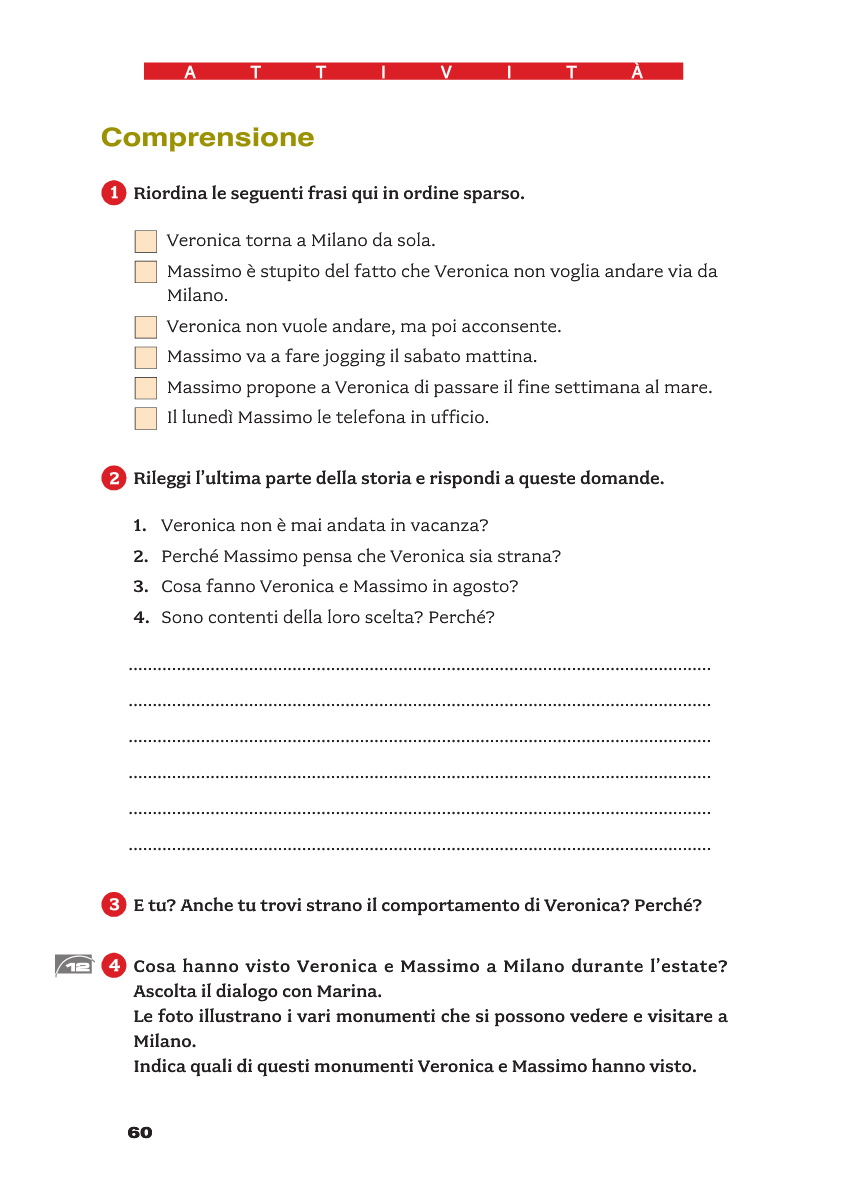 A T T I V I T À
Comprensione
1 Riordina le seguenti frasi qui in ordine sparso.
Veronica torna a Milano da sola.
Massimo è stupito del fatto che Veronica non voglia andare via da
Milano.
Veronica non vuole andare, ma poi acconsente.
Massimo va a fare jogging il sabato mattina.
Massimo propone a Veronica di passare il fine settimana al mare.
Il lunedì Massimo le telefona in ufficio.
2 Rileggi l'ultima parte della storia e rispondi a queste domande.
1. Veronica non è mai andata in vacanza?
2. Perché Massimo pensa che Veronica sia strana?
3. Cosa fanno Veronica e Massimo in agosto?
4. Sono contenti della loro scelta? Perché?
3 E tu? Anche tu trovi strano il comportamento di Veronica? Perché?
12 4 Cosa hanno visto Veronica e Massimo a Milano durante l'estate?
Ascolta il dialogo con Marina.
Le foto illustrano i vari monumenti che si possono vedere e visitare a
Milano.
Indica quali di questi monumenti Veronica e Massimo hanno visto.
60